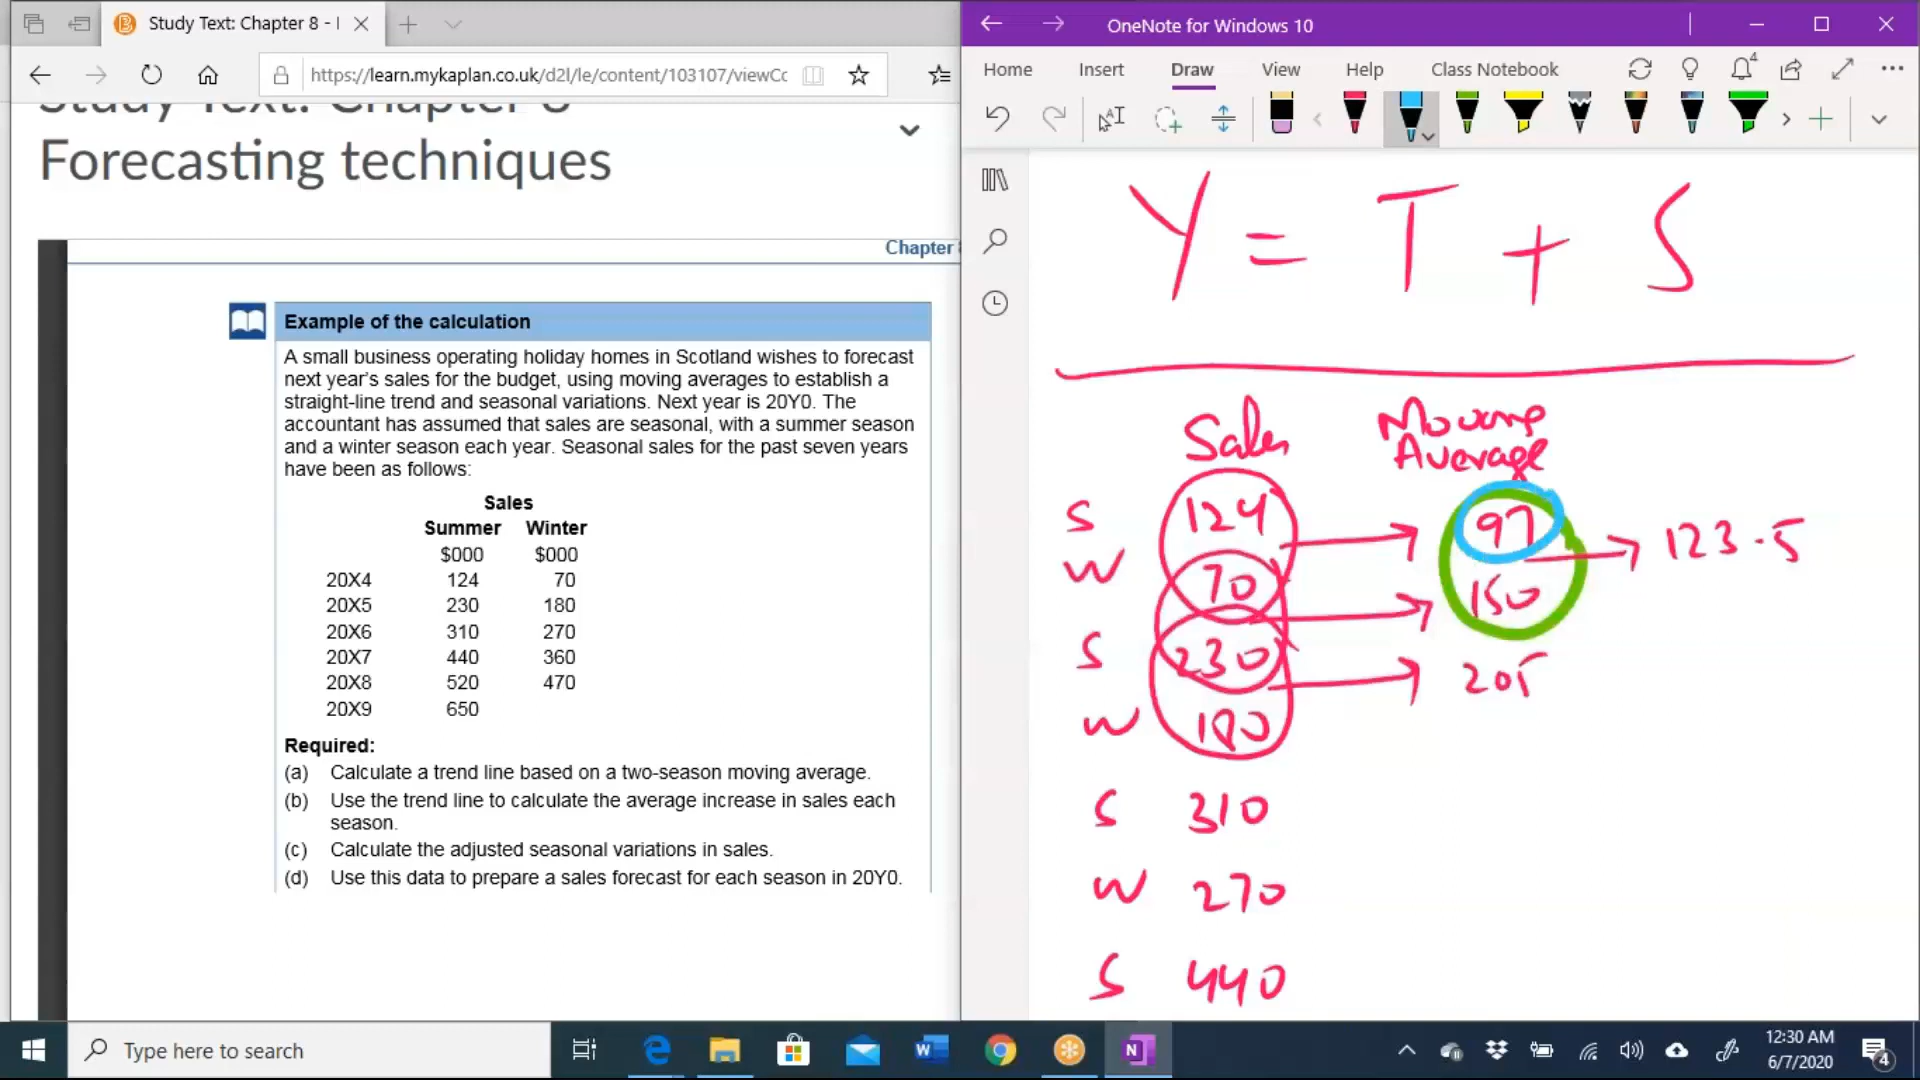 Study Text: Chapter 8 - I
https://learn.mykaplan.co.uk/d2l/le/content/103107/viewCc
Study Text: Chapter 8
Forecasting techniques
Chapter
Example of the calculation
A small business operating holiday homes in Scotland wishes to forecast
next year's sales for the budget, using moving averages to establish a
straight-line trend and seasonal variations. Next year is 20Y0. The
accountant has assumed that sales are seasonal, with a summer season
and a winter season each year. Seasonal sales for the past seven years
have been as follows:
Sales
Summer Winter
$000 $000
20X4 124 70
20X5 230 180
20X6 310 270
20X7 440 360
20X8 520 470
20X9 650
Required:
(a) Calculate a trend line based on a two-season moving average.
(b) Use the trend line to calculate the average increase in sales each
season.
(c) Calculate the adjusted seasonal variations in sales.
(d) Use this data to prepare a sales forecast for each season in 20Y0.
OneNote for Windows 10
Home Insert Draw View Help Class Notebook
4
Y = T + S
Sales Moving
Average
S 124 97
123.5
W 70 150
S 230 205
W 180
S 310
W 270
S 440
Type here to search
12:30 AM
6/7/2020
4